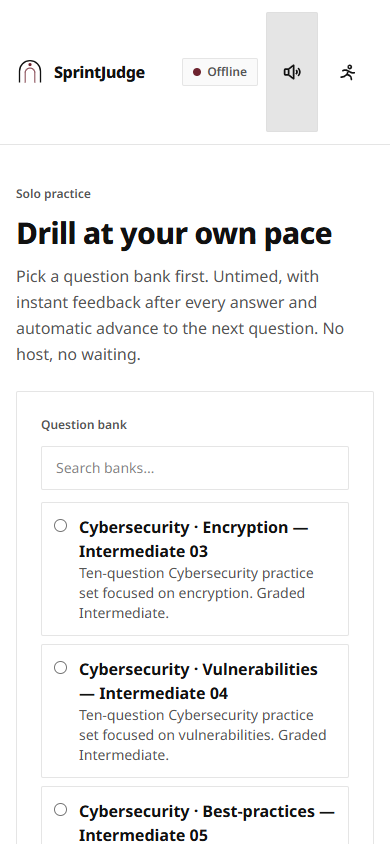 SprintJudge
Offline
Solo practice
Drill at your own pace
Pick a question bank first. Untimed, with
instant feedback after every answer and
automatic advance to the next question. No
host, no waiting.
Question bank
Search banks...
Cybersecurity · Encryption —
Intermediate 03
Ten-question Cybersecurity practice
set focused on encryption. Graded
Intermediate.
Cybersecurity · Vulnerabilities
— Intermediate 04
Ten-question Cybersecurity practice
set focused on vulnerabilities. Graded
Intermediate.
Cybersecurity · Best-practices —
Intermediate 05